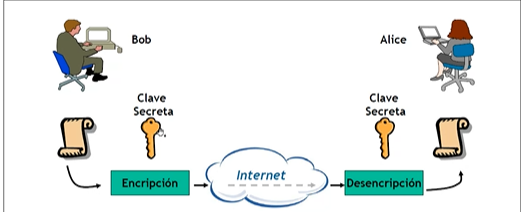 Bob
Alice
Clave
Secreta
Clave
Secreta
Encripción
Internet
Desencripción